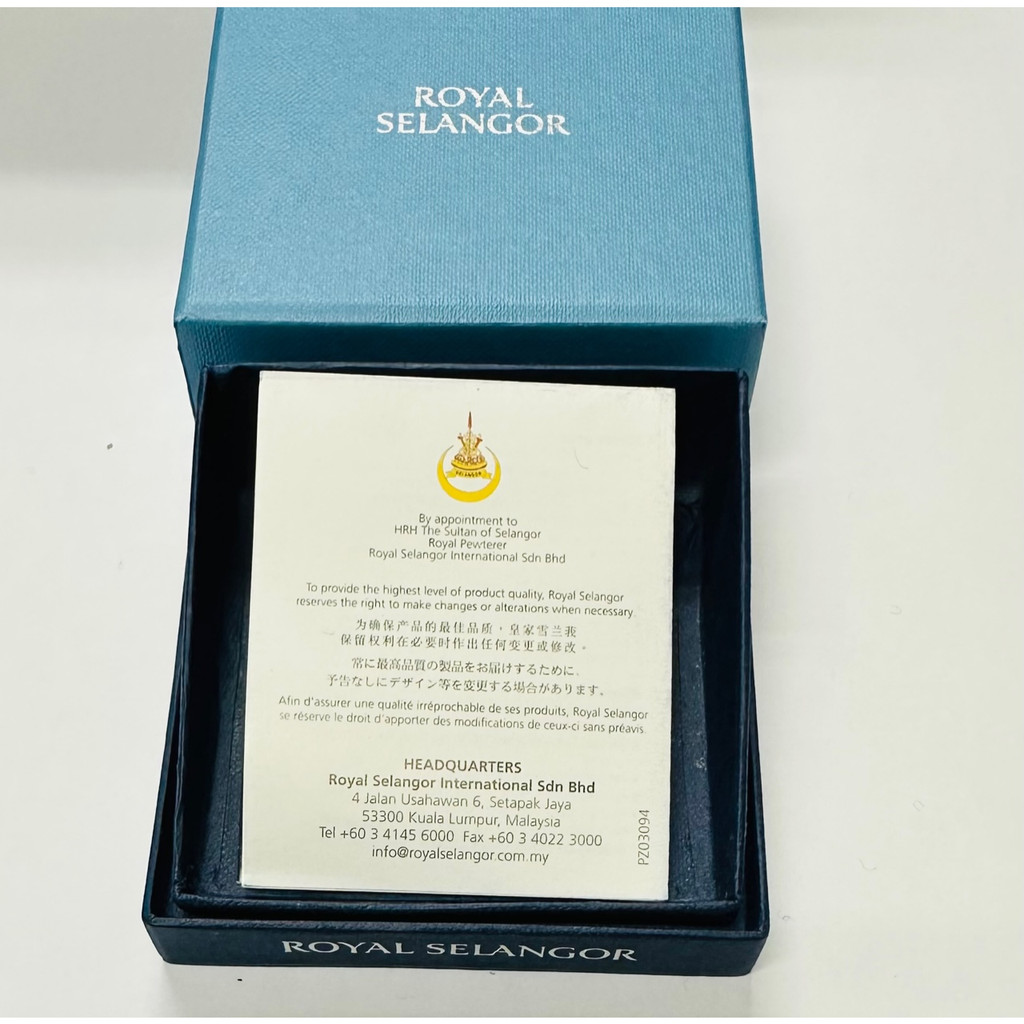 ROYAL
SELANGOR
SELANGOR
By appointment to
HRH The Sultan of Selangor
Royal Pewterer
Royal Selangor International Sdn Bhd
To provide the highest level of product quality, Royal Selangor
reserves the right to make changes or alterations when necessary.
为确保产品的最佳品质，皇家雪兰莪
保留权利在必要时作出任何变更或修改。
常に最高品質の製品をお届けするために、
予告なしにデザイン等を変更する場合があります。
Afin d'assurer une qualité irréprochable de ses produits, Royal Selangor
se réserve le droit d'apporter des modifications de ceux-ci sans préavis.
HEADQUARTERS
Royal Selangor International Sdn Bhd
4 Jalan Usahawan 6, Setapak Jaya
53300 Kuala Lumpur, Malaysia
Tel +60 3 4145 6000 Fax +60 3 4022 3000
info@royalselangor.com.my
PZ03094
ROYAL SELANGOR